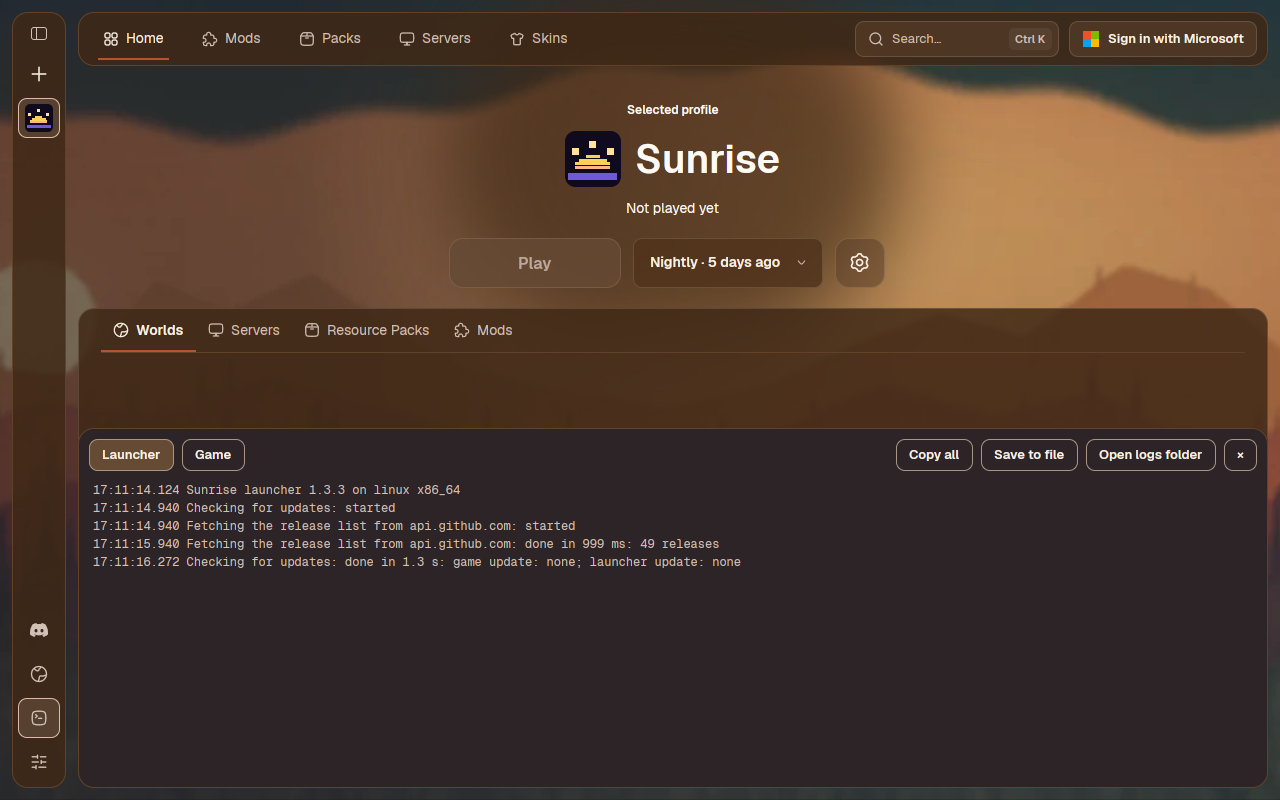 Home
Mods
Packs
Servers
Skins
Search...
Ctrl K
Sign in with Microsoft
Selected profile
Sunrise
Not played yet
Play
Nightly · 5 days ago
Worlds
Servers
Resource Packs
Mods
Launcher
Game
Copy all
Save to file
Open logs folder
×
17:11:14.124 Sunrise launcher 1.3.3 on linux x86_64
17:11:14.940 Checking for updates: started
17:11:14.940 Fetching the release list from api.github.com: started
17:11:15.940 Fetching the release list from api.github.com: done in 999 ms: 49 releases
17:11:16.272 Checking for updates: done in 1.3 s: game update: none; launcher update: none